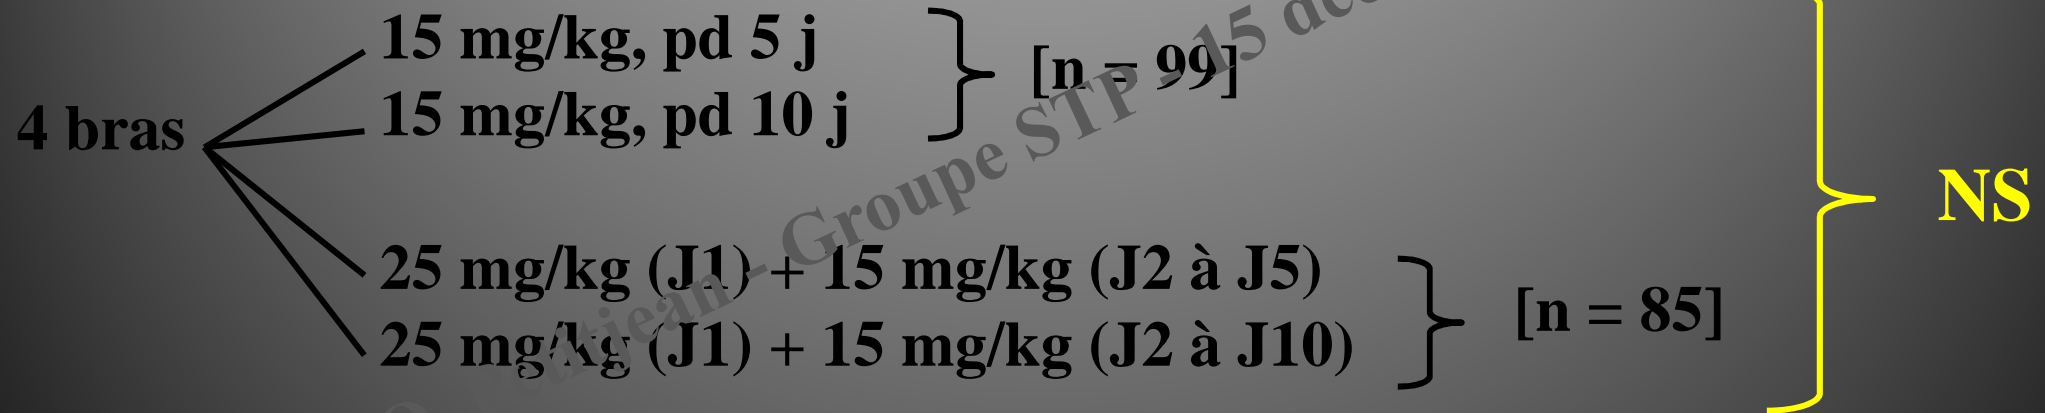 15 mg/kg, pd 5 j
[n = 99]
4 bras
15 mg/kg, pd 10 j
NS
25 mg/kg (J1) + 15 mg/kg (J2 à J5)
[n = 85]
25 mg/kg (J1) + 15 mg/kg (J2 à J10)
- Groupe STP - 15